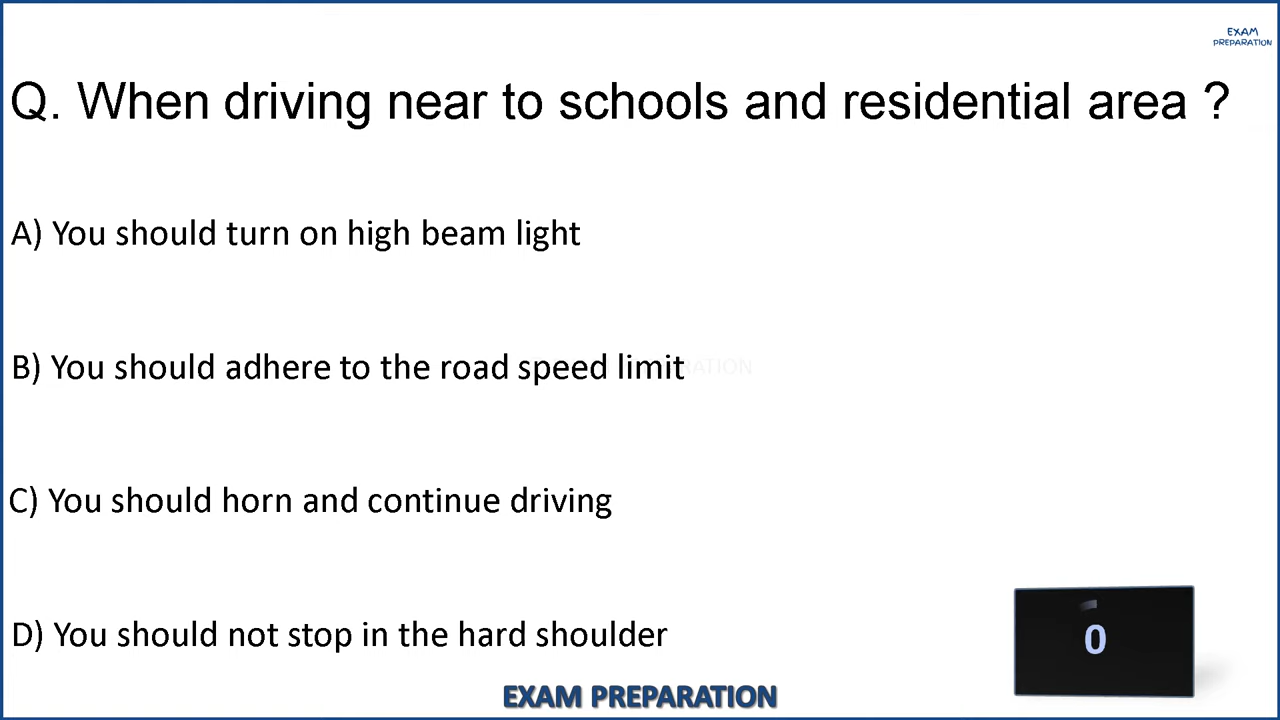 EXAM
PREPARATION
Q. When driving near to schools and residential area ?
A) You should turn on high beam light
B) You should adhere to the road speed limit
C) You should horn and continue driving
D) You should not stop in the hard shoulder
0
EXAM PREPARATION